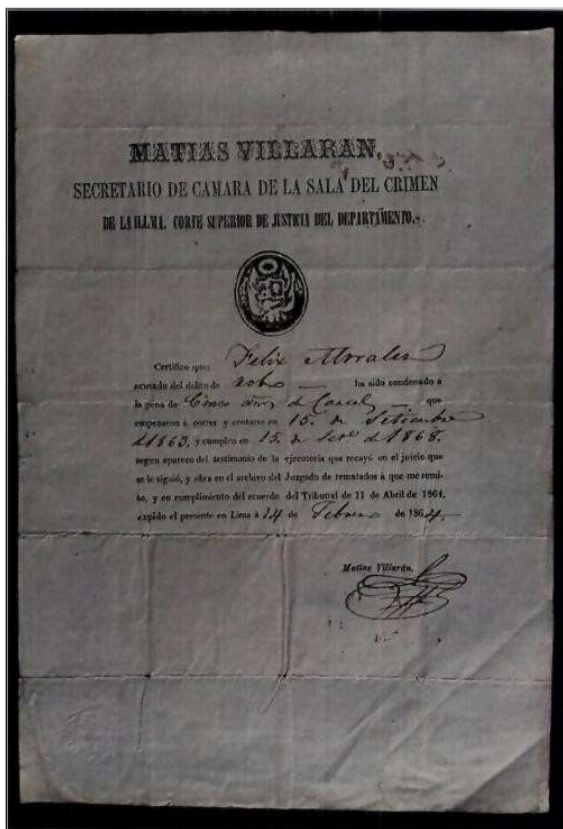 MATIAS VILLARAN,
SECRETARIO DE CAMARA DE LA SALA DEL CRIMEN
DE LA ILLMA. CORTE SUPERIOR DE JUSTICIA DEL DEPARTAMENTO.
Certifico que: Felix Morales
acusado del delito de robo — ha sido condenado á
la pena de Cinco años de Carcel — que
empezaron á correr y contarse en 15. de Setiembre
d 1863, y cumplen en 15. de Sete d 1868.
segun aparece del testimonio de la ejecutoria que recayó en el juicio que
se le siguió, y obra en el archivo del Juzgado de rematados á que me remi-
to, y en cumplimiento del acuerdo del Tribunal de 11 de Abril de 1864,
expido el presente en Lima á 14 de Febrero de 1864.
Matias Villarán.